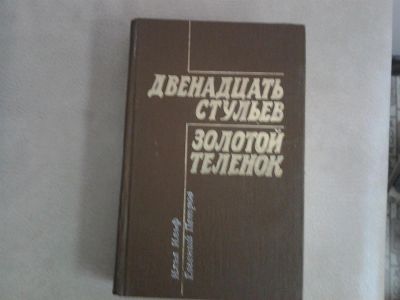 ДВЕНАДЦАТЬ
СТУЛЬЕВ
ЗОЛОТОЙ
ТЕЛЕНОК
Илья Ильф
Евгений Петров